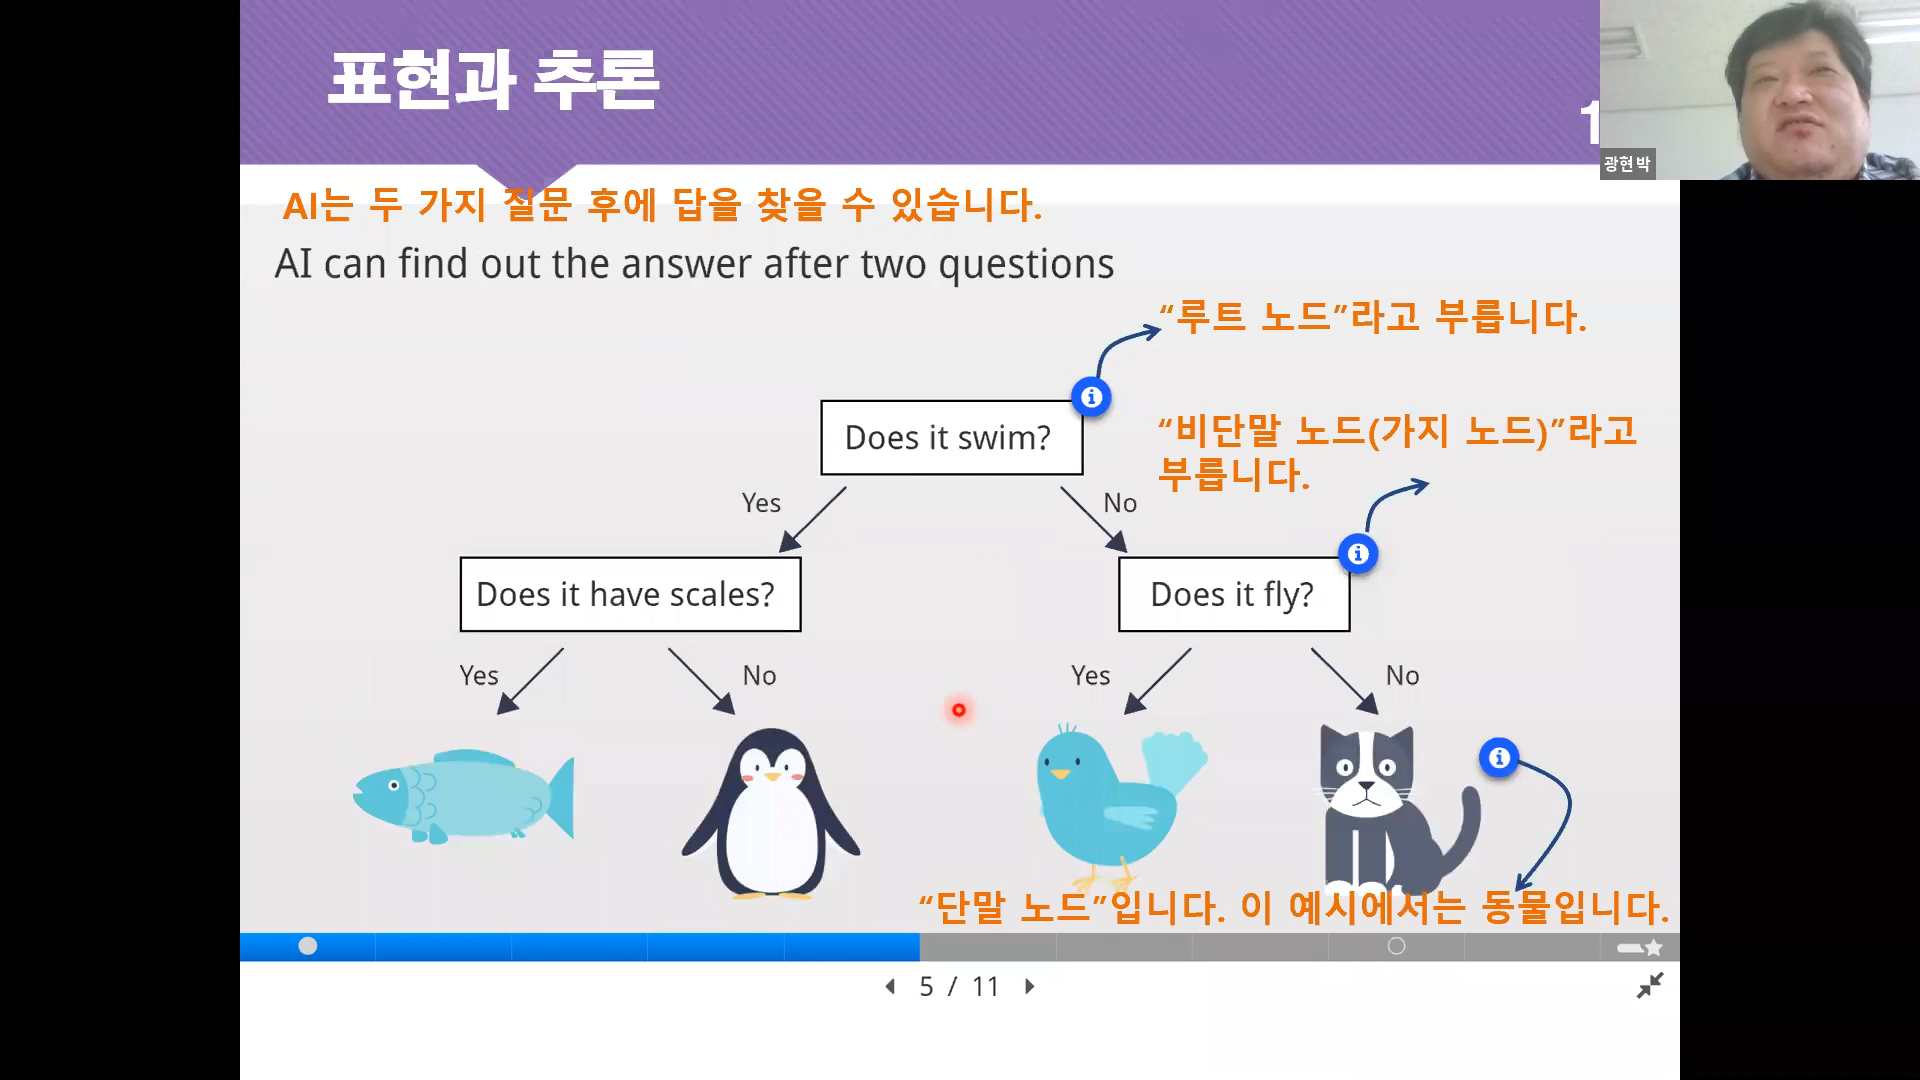 표현과 추론
1
광현 박
AI는 두 가지 질문 후에 답을 찾을 수 있습니다.
AI can find out the answer after two questions
“루트 노드”라고 부릅니다.
Does it swim?
“비단말 노드(가지 노드)”라고
부릅니다.
Yes
No
Does it have scales?
Does it fly?
Yes
No
Yes
No
“단말 노드”입니다. 이 예시에서는 동물입니다.
5 / 11